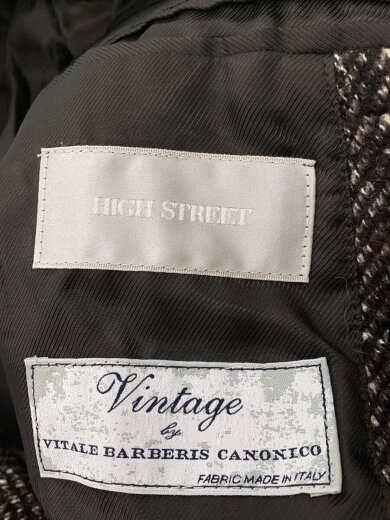 HIGH STREET
Vintage
by
VITALE BARBERIS CANONICO
FABRIC MADE IN ITALY